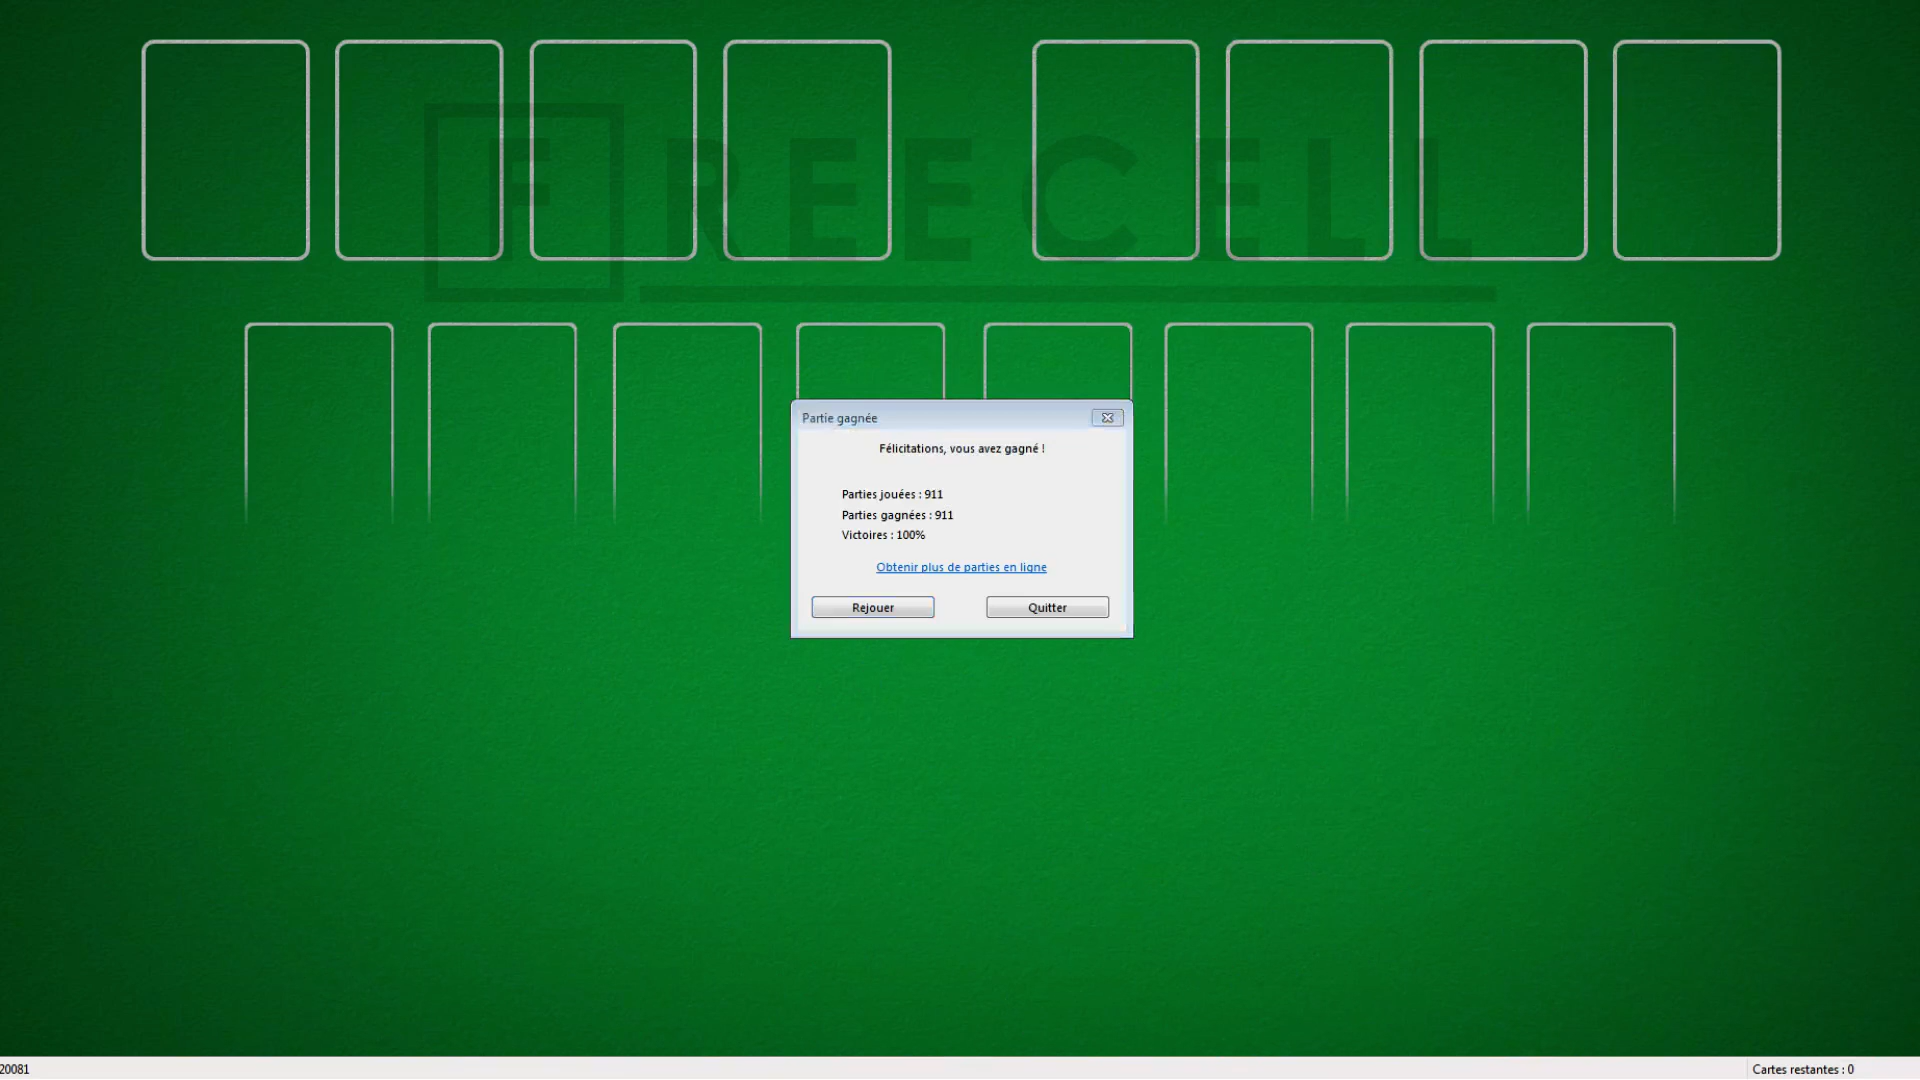 FREECELL
Partie gagnée
Félicitations, vous avez gagné !
Parties jouées : 911
Parties gagnées : 911
Victoires : 100%
Obtenir plus de parties en ligne
Rejouer
Quitter
20081
Cartes restantes : 0